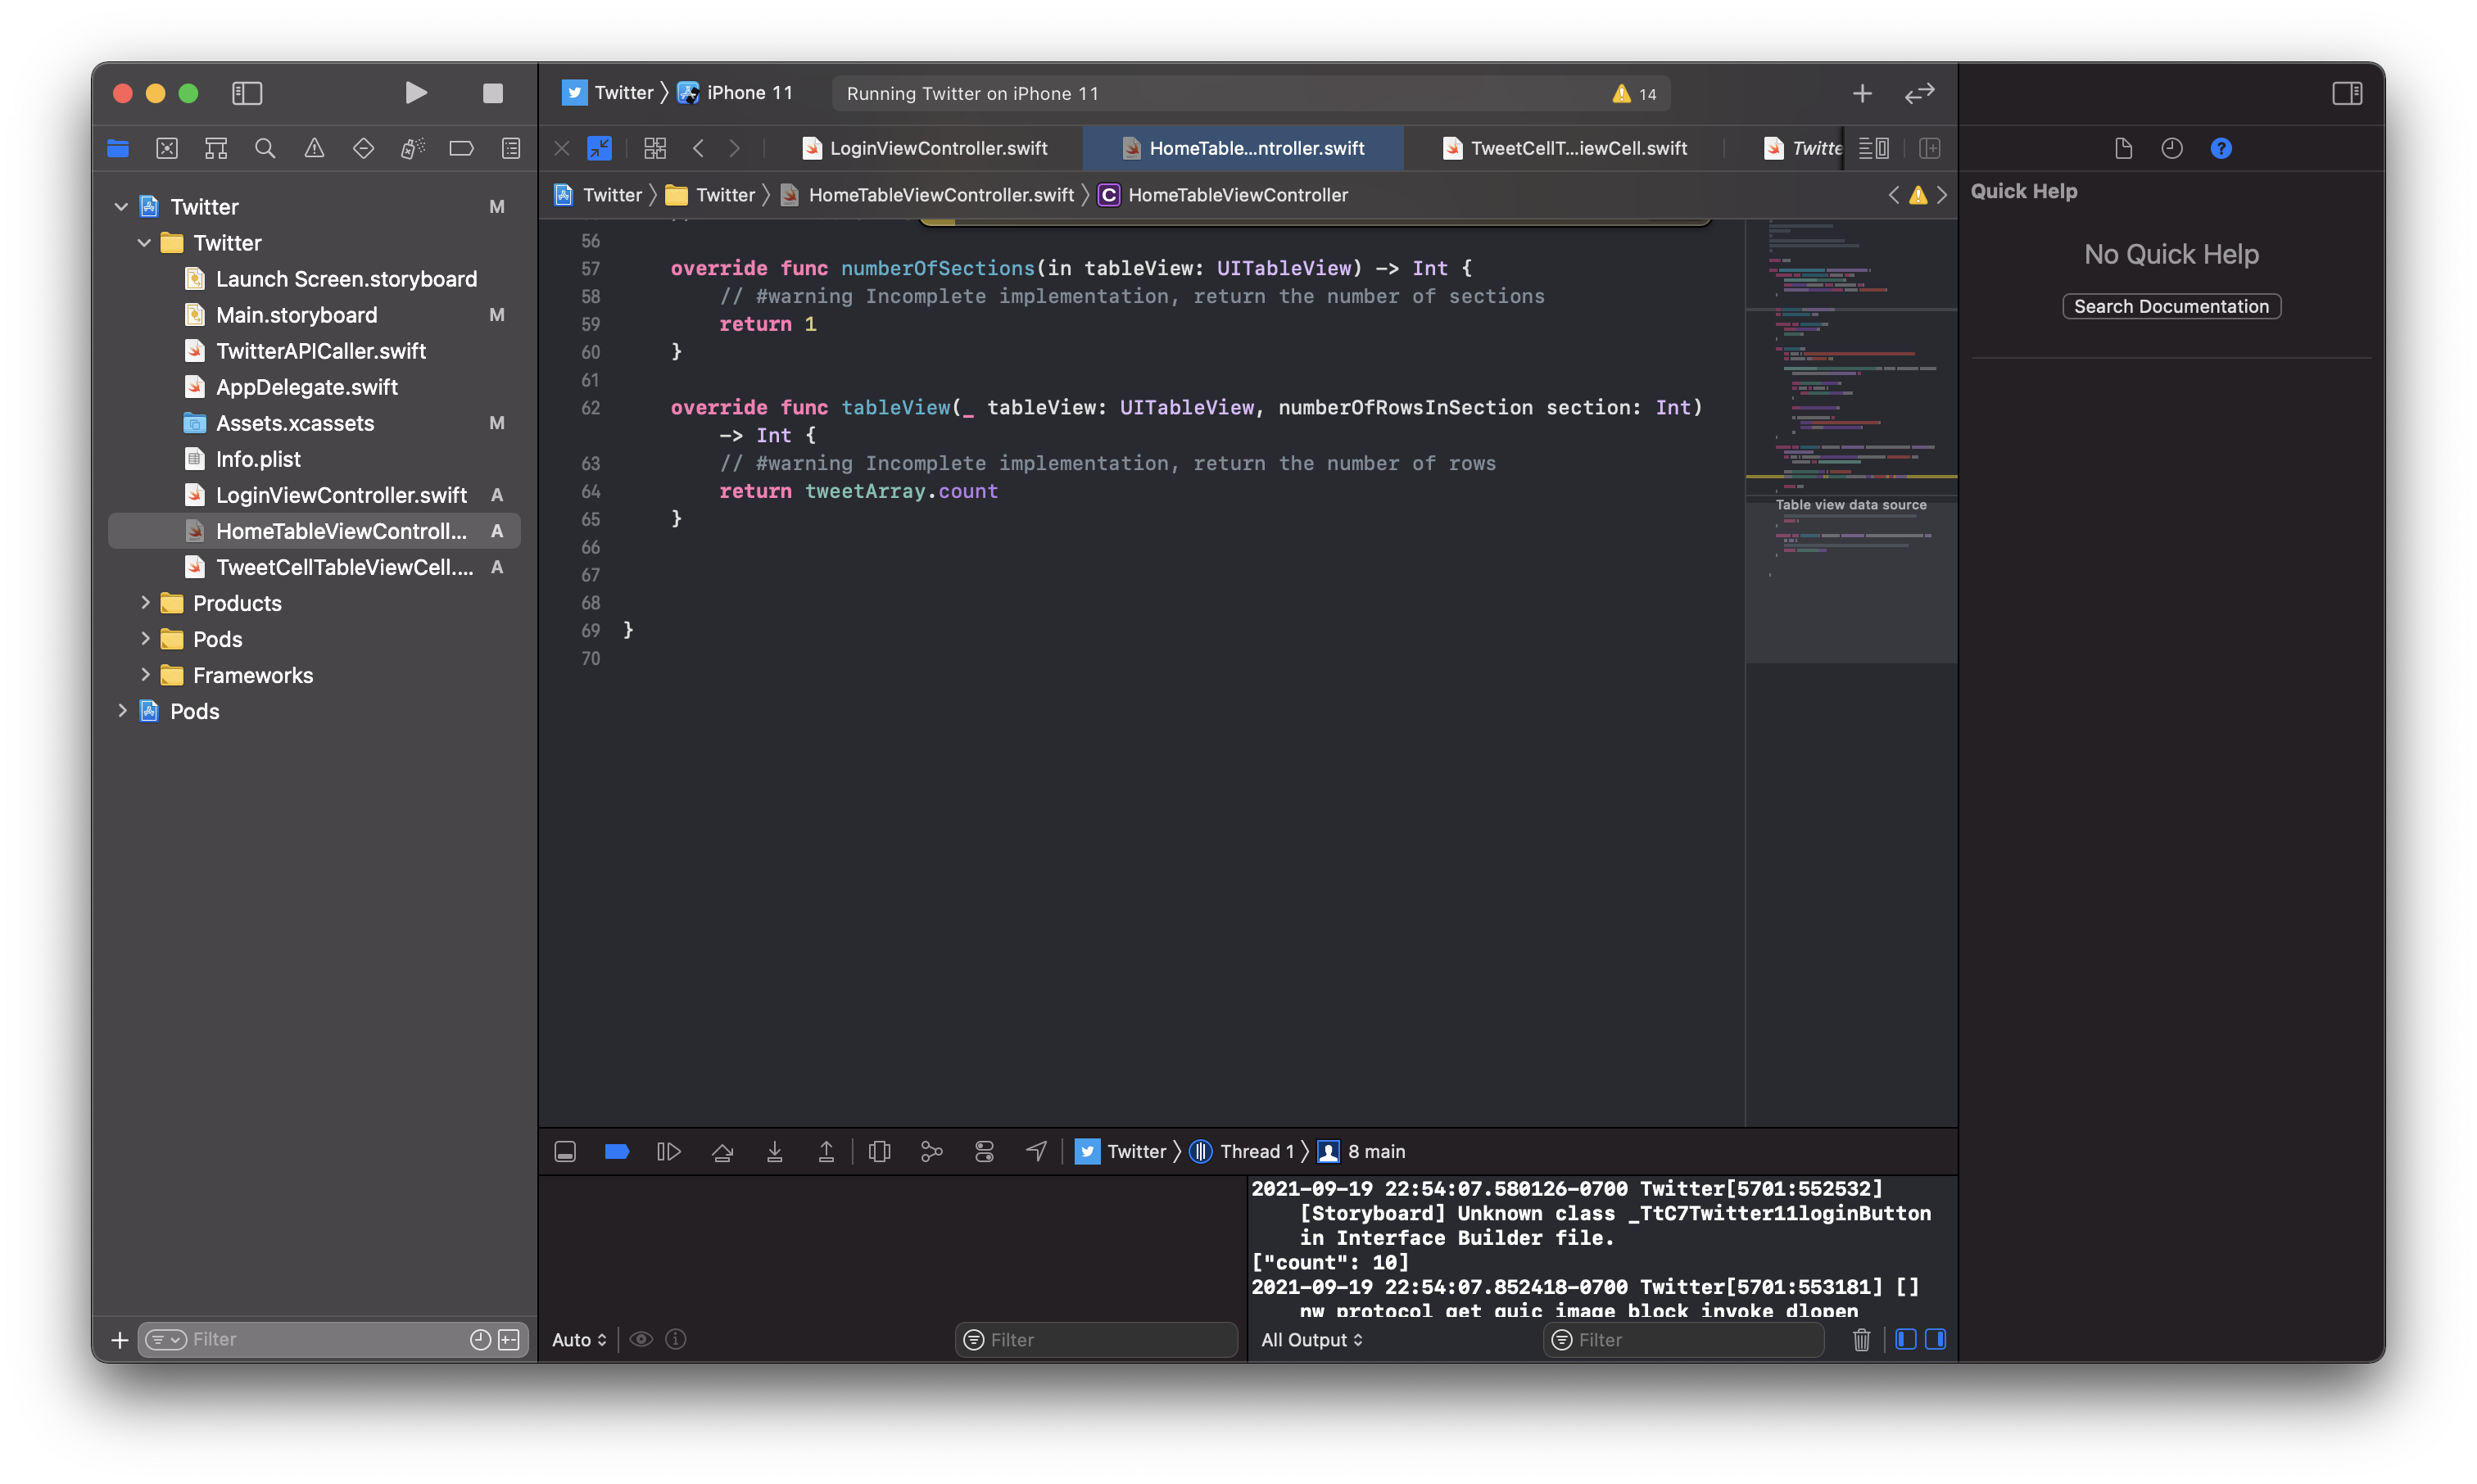 Twitter
iPhone 11
Running Twitter on iPhone 11
14
LoginViewController.swift
HomeTable...ntroller.swift
TweetCellT...iewCell.swift
Twitte
Twitter
Twitter
HomeTableViewController.swift
C
HomeTableViewController
Quick Help
No Quick Help
Search Documentation
Twitter M
Twitter
Launch Screen.storyboard
Main.storyboard M
TwitterAPICaller.swift
AppDelegate.swift
Assets.xcassets M
Info.plist
LoginViewController.swift A
HomeTableViewControll... A
TweetCellTableViewCell.... A
Products
Pods
Frameworks
Pods
56
57 override func numberOfSections(in tableView: UITableView) -> Int {
58 // #warning Incomplete implementation, return the number of sections
59 return 1
60 }
61
62 override func tableView(_ tableView: UITableView, numberOfRowsInSection section: Int)
-> Int {
63 // #warning Incomplete implementation, return the number of rows
64 return tweetArray.count
65 }
66
67
68
69 }
70
Table view data source
Twitter
Thread 1
8 main
2021-09-19 22:54:07.580126-0700 Twitter[5701:552532]
[Storyboard] Unknown class _TtC7Twitter11loginButton
in Interface Builder file.
["count": 10]
2021-09-19 22:54:07.852418-0700 Twitter[5701:553181] []
nw_protocol_get_quic_image_block_invoke dlopen
Filter
Auto
Filter
All Output
Filter